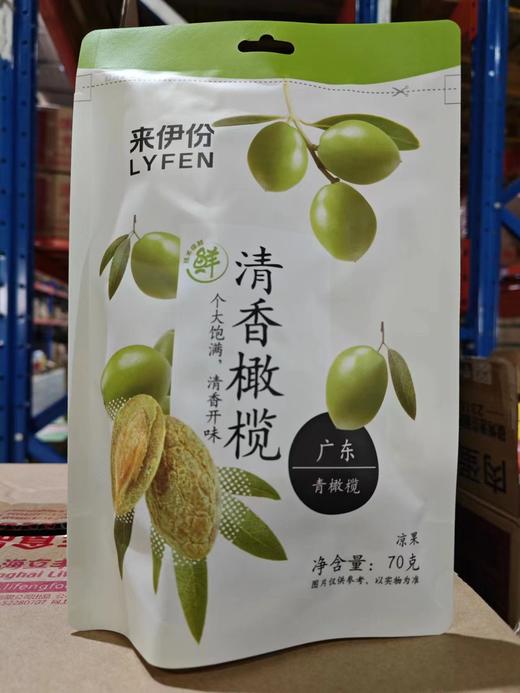 来伊份
LYFEN
鲜
清香橄榄
个大饱满，清香开味
广东
青橄榄
凉果
净含量：70克
图片仅供参考，以实物为准
肉蛋